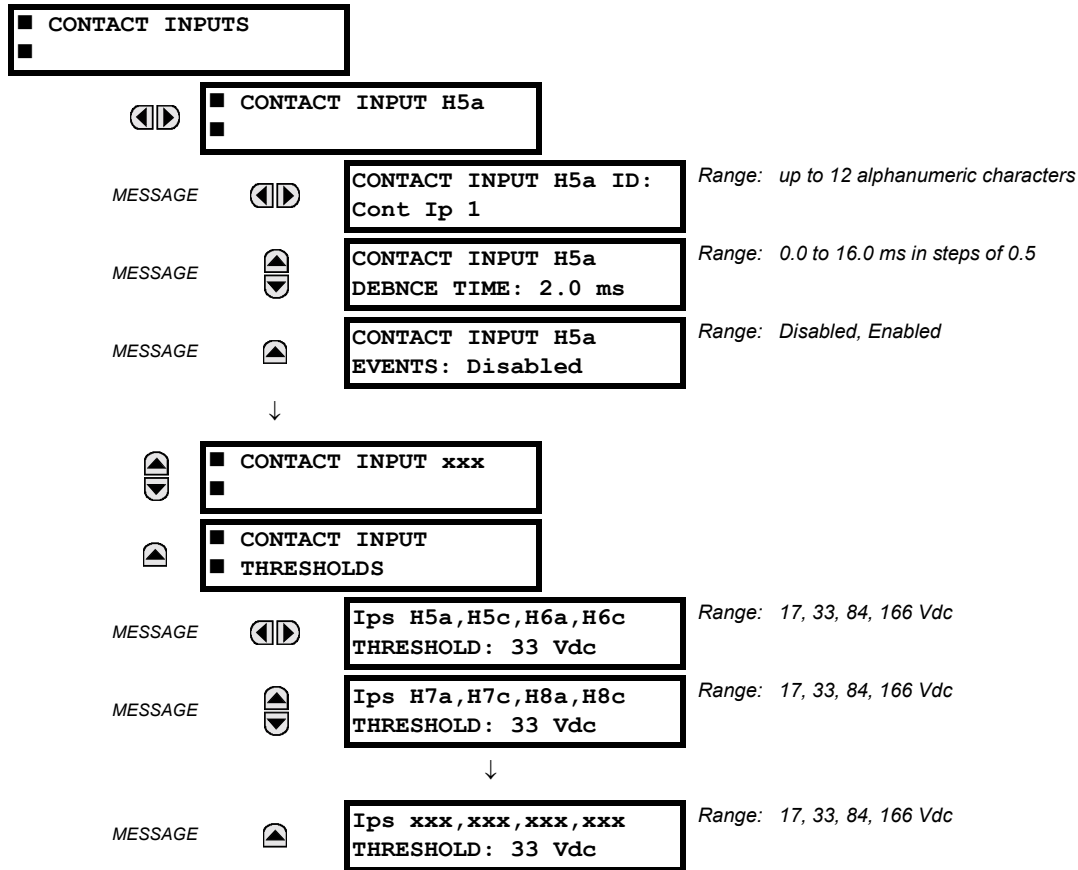 ■ CONTACT INPUTS
■
■ CONTACT INPUT H5a
■
MESSAGE
CONTACT INPUT H5a ID:
Cont Ip 1
Range: up to 12 alphanumeric characters
MESSAGE
CONTACT INPUT H5a
DEBNCE TIME: 2.0 ms
Range: 0.0 to 16.0 ms in steps of 0.5
MESSAGE
CONTACT INPUT H5a
EVENTS: Disabled
Range: Disabled, Enabled
↓
■ CONTACT INPUT xxx
■
■ CONTACT INPUT
■ THRESHOLDS
MESSAGE
Ips H5a,H5c,H6a,H6c
THRESHOLD: 33 Vdc
Range: 17, 33, 84, 166 Vdc
MESSAGE
Ips H7a,H7c,H8a,H8c
THRESHOLD: 33 Vdc
Range: 17, 33, 84, 166 Vdc
↓
MESSAGE
Ips xxx,xxx,xxx,xxx
THRESHOLD: 33 Vdc
Range: 17, 33, 84, 166 Vdc